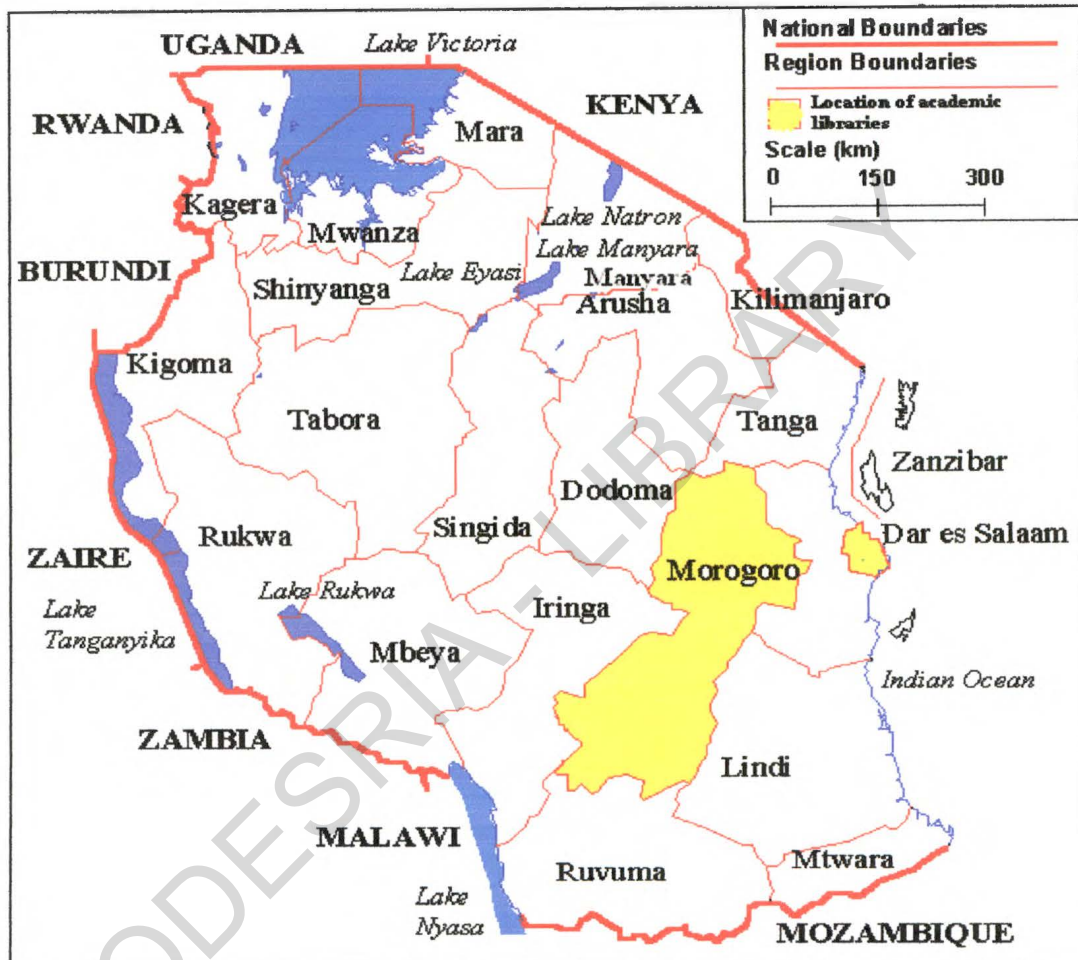 UGANDA
Lake Victoria
National Boundaries
Region Boundaries
Location of academic
libraries
Scale (km)
0 150 300
KENYA
RWANDA
Mara
Kagera
Mwanza
Lake Natron
Lake Manyara
BURUNDI
Lake Eyasi
Manyara
Shinyanga
Arusha
Kilimanjaro
Kigoma
Tabora
Tanga
Zanzibar
Dodoma
Rukwa
Singida
Dar es Salaam
ZAIRE
Morogoro
Lake Rukwa
Iringa
Lake
Tanganyika
Mbeya
Indian Ocean
ZAMBIA
Lindi
MALAWI
Mtwara
Ruvuma
Lake
Nyasa
MOZAMBIQUE
ODESRIA - LIBRARY